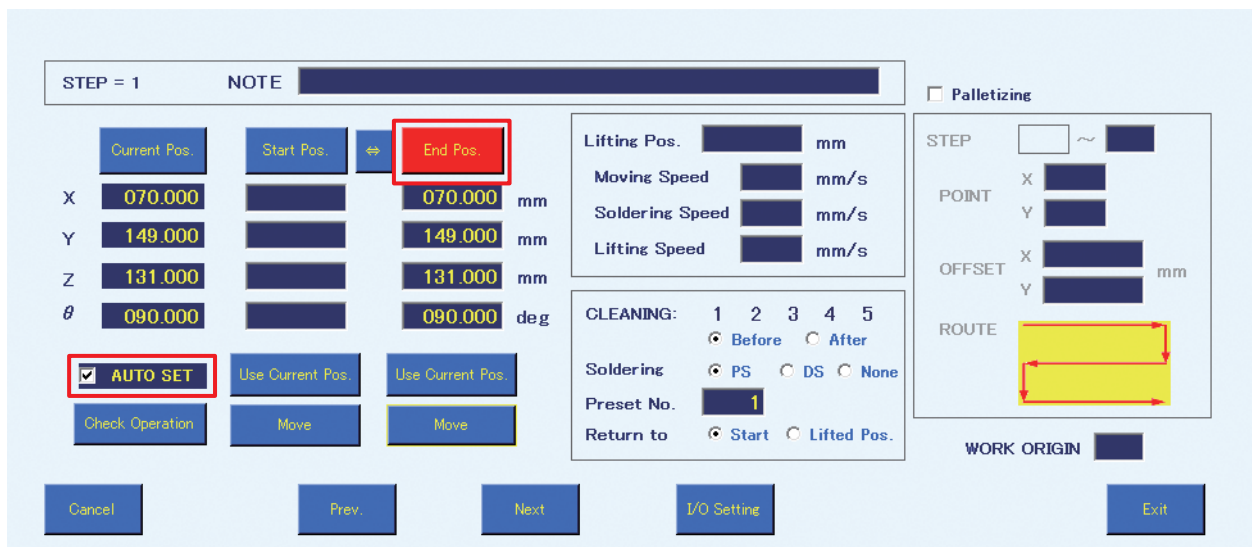 STEP = 1 NOTE
Palletizing
Current Pos. Start Pos. ⇔ End Pos.
X 070.000 070.000 mm
Y 149.000 149.000 mm
Z 131.000 131.000 mm
θ 090.000 090.000 deg
AUTO SET Use Current Pos. Use Current Pos.
Check Operation Move Move
Lifting Pos. mm
Moving Speed mm/s
Soldering Speed mm/s
Lifting Speed mm/s
CLEANING: 1 2 3 4 5
Before After
Soldering PS DS None
Preset No. 1
Return to Start Lifted Pos.
STEP ~
POINT X
Y
OFFSET X mm
Y
ROUTE
WORK ORIGIN
Cancel Prev. Next I/O Setting Exit